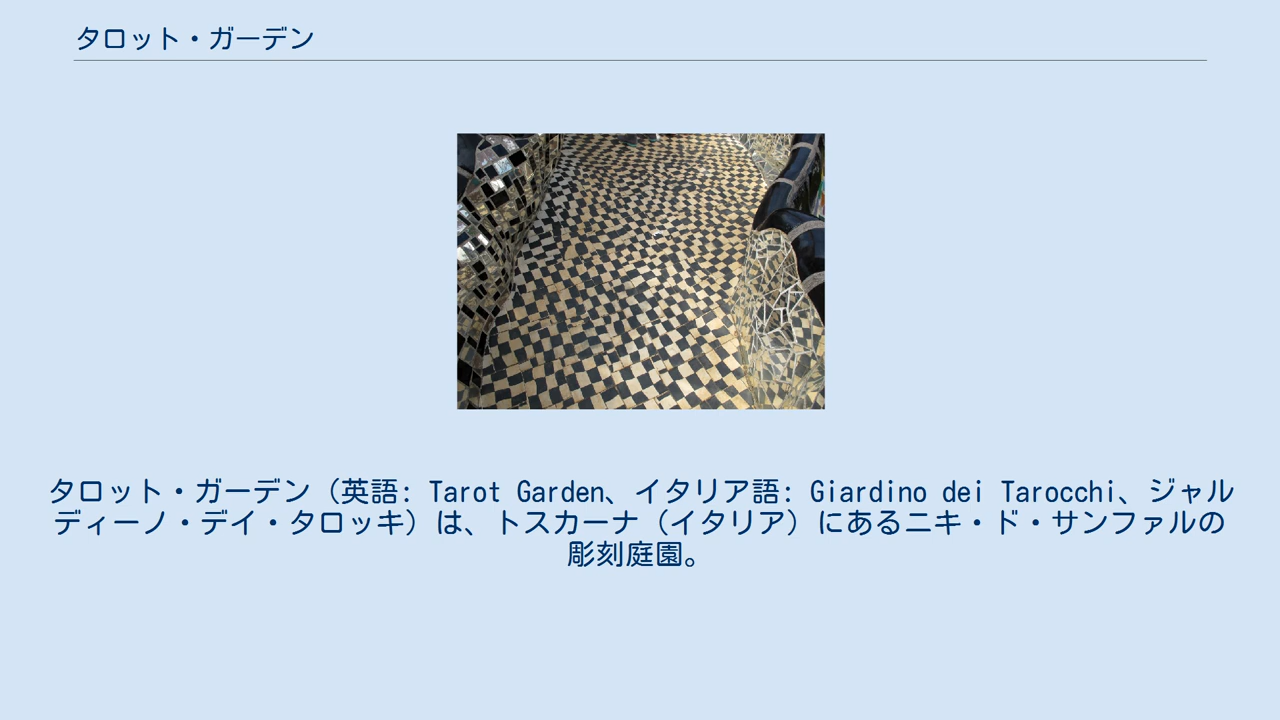 タロット・ガーデン
タロット・ガーデン（英語: Tarot Garden、イタリア語: Giardino dei Tarocchi、ジャル
ディーノ・デイ・タロッキ）は、トスカーナ（イタリア）にあるニキ・ド・サンファルの
彫刻庭園。